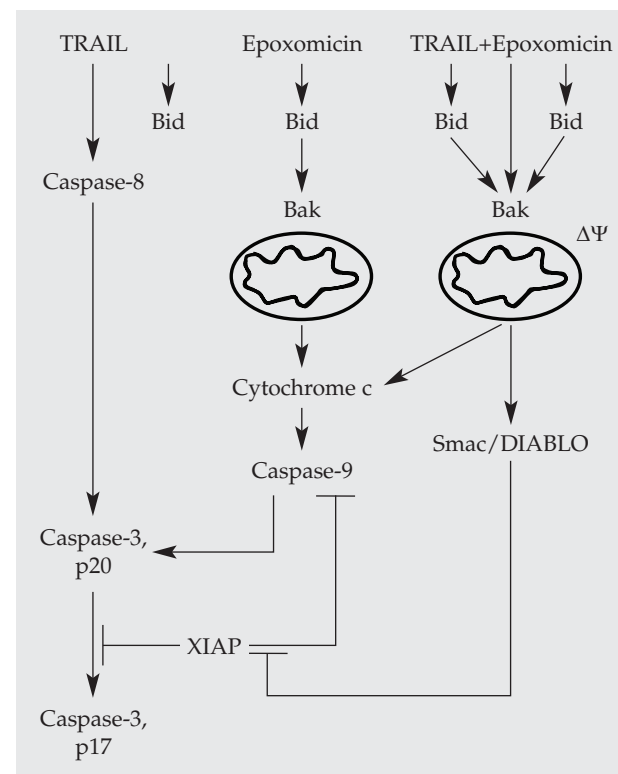 TRAIL
Epoxomicin
TRAIL+Epoxomicin
Bid
Bid
Bid
Bid
Caspase-8
Bak
Bak
ΔΨ
Cytochrome c
Smac/DIABLO
Caspase-9
Caspase-3,
p20
XIAP
Caspase-3,
p17